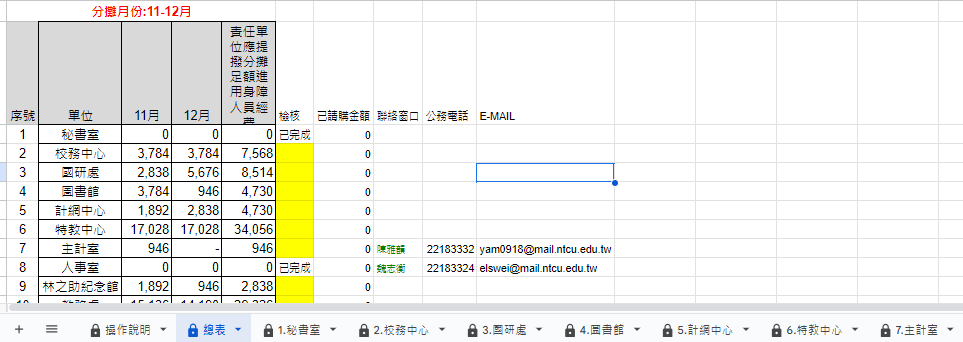 分攤月份:11-12月
序號 單位 11月 12月 責任單位應提撥分攤足額進用身障人員經費 檢核 已請購金額 聯絡窗口 公務電話 E-MAIL
1 秘書室 0 0 0 已完成 0
2 校務中心 3,784 3,784 7,568 0
3 國研處 2,838 5,676 8,514 0
4 圖書館 3,784 946 4,730 0
5 計網中心 1,892 2,838 4,730 0
6 特教中心 17,028 17,028 34,056 0
7 主計室 946 - 946 0 陳雅韻 22183332 yam0918@mail.ntcu.edu.tw
8 人事室 0 0 0 已完成 0 魏志衡 22183324 elswei@mail.ntcu.edu.tw
9 林之助紀念館 1,892 946 2,838 0
操作說明 總表 1.秘書室 2.校務中心 3.國研處 4.圖書館 5.計網中心 6.特教中心 7.主計室